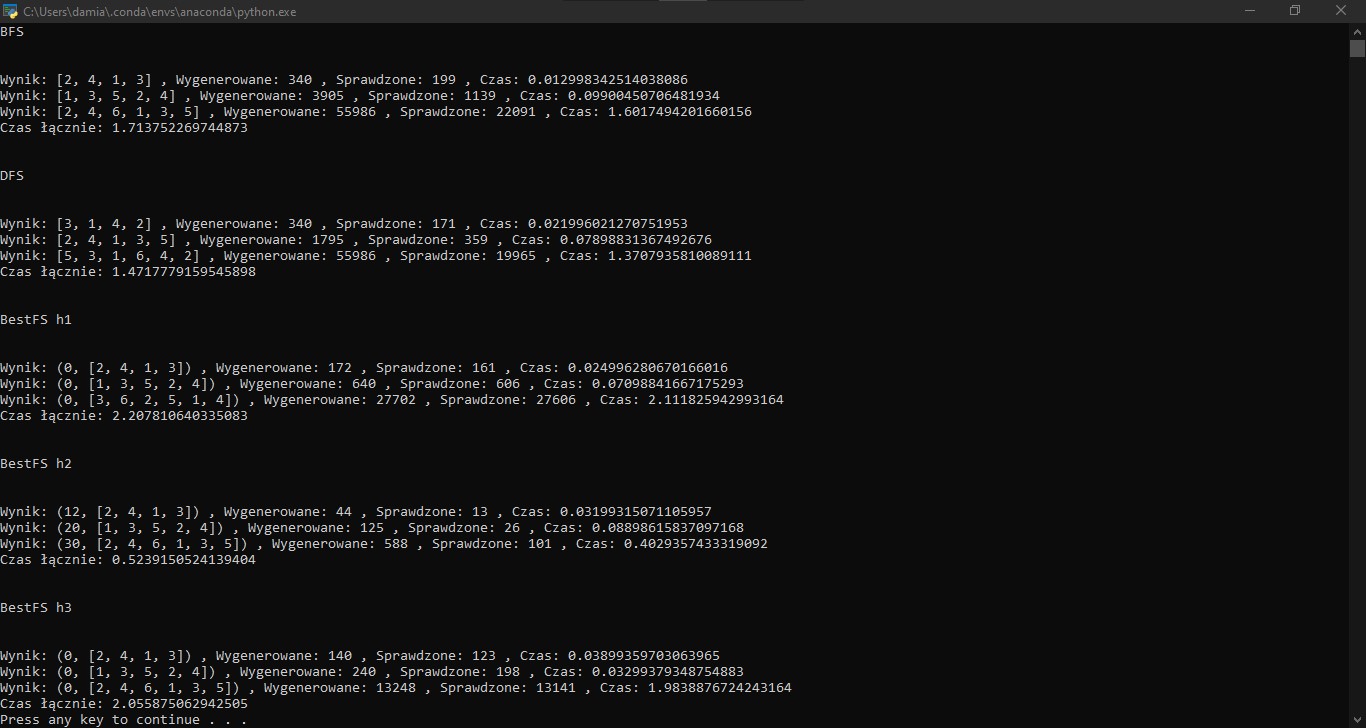 C:\Users\damia\.conda\envs\anaconda\python.exe
BFS
Wynik: [2, 4, 1, 3] , Wygenerowane: 340 , Sprawdzone: 199 , Czas: 0.012998342514038086
Wynik: [1, 3, 5, 2, 4] , Wygenerowane: 3905 , Sprawdzone: 1139 , Czas: 0.09900450706481934
Wynik: [2, 4, 6, 1, 3, 5] , Wygenerowane: 55986 , Sprawdzone: 22091 , Czas: 1.6017494201660156
Czas łącznie: 1.713752269744873
DFS
Wynik: [3, 1, 4, 2] , Wygenerowane: 340 , Sprawdzone: 171 , Czas: 0.021996021270751953
Wynik: [2, 4, 1, 3, 5] , Wygenerowane: 1795 , Sprawdzone: 359 , Czas: 0.07898831367492676
Wynik: [5, 3, 1, 6, 4, 2] , Wygenerowane: 55986 , Sprawdzone: 19965 , Czas: 1.3707935810089111
Czas łącznie: 1.4717779159545898
BestFS h1
Wynik: (0, [2, 4, 1, 3]) , Wygenerowane: 172 , Sprawdzone: 161 , Czas: 0.024996280670166016
Wynik: (0, [1, 3, 5, 2, 4]) , Wygenerowane: 640 , Sprawdzone: 606 , Czas: 0.07098841667175293
Wynik: (0, [3, 6, 2, 5, 1, 4]) , Wygenerowane: 27702 , Sprawdzone: 27606 , Czas: 2.111825942993164
Czas łącznie: 2.207810640335083
BestFS h2
Wynik: (12, [2, 4, 1, 3]) , Wygenerowane: 44 , Sprawdzone: 13 , Czas: 0.03199315071105957
Wynik: (20, [1, 3, 5, 2, 4]) , Wygenerowane: 125 , Sprawdzone: 26 , Czas: 0.08898615837097168
Wynik: (30, [2, 4, 6, 1, 3, 5]) , Wygenerowane: 588 , Sprawdzone: 101 , Czas: 0.4029357433319092
Czas łącznie: 0.5239150524139404
BestFS h3
Wynik: (0, [2, 4, 1, 3]) , Wygenerowane: 140 , Sprawdzone: 123 , Czas: 0.03899359703063965
Wynik: (0, [1, 3, 5, 2, 4]) , Wygenerowane: 240 , Sprawdzone: 198 , Czas: 0.03299379348754883
Wynik: (0, [2, 4, 6, 1, 3, 5]) , Wygenerowane: 13248 , Sprawdzone: 13141 , Czas: 1.9838876724243164
Czas łącznie: 2.055875062942505
Press any key to continue . . .